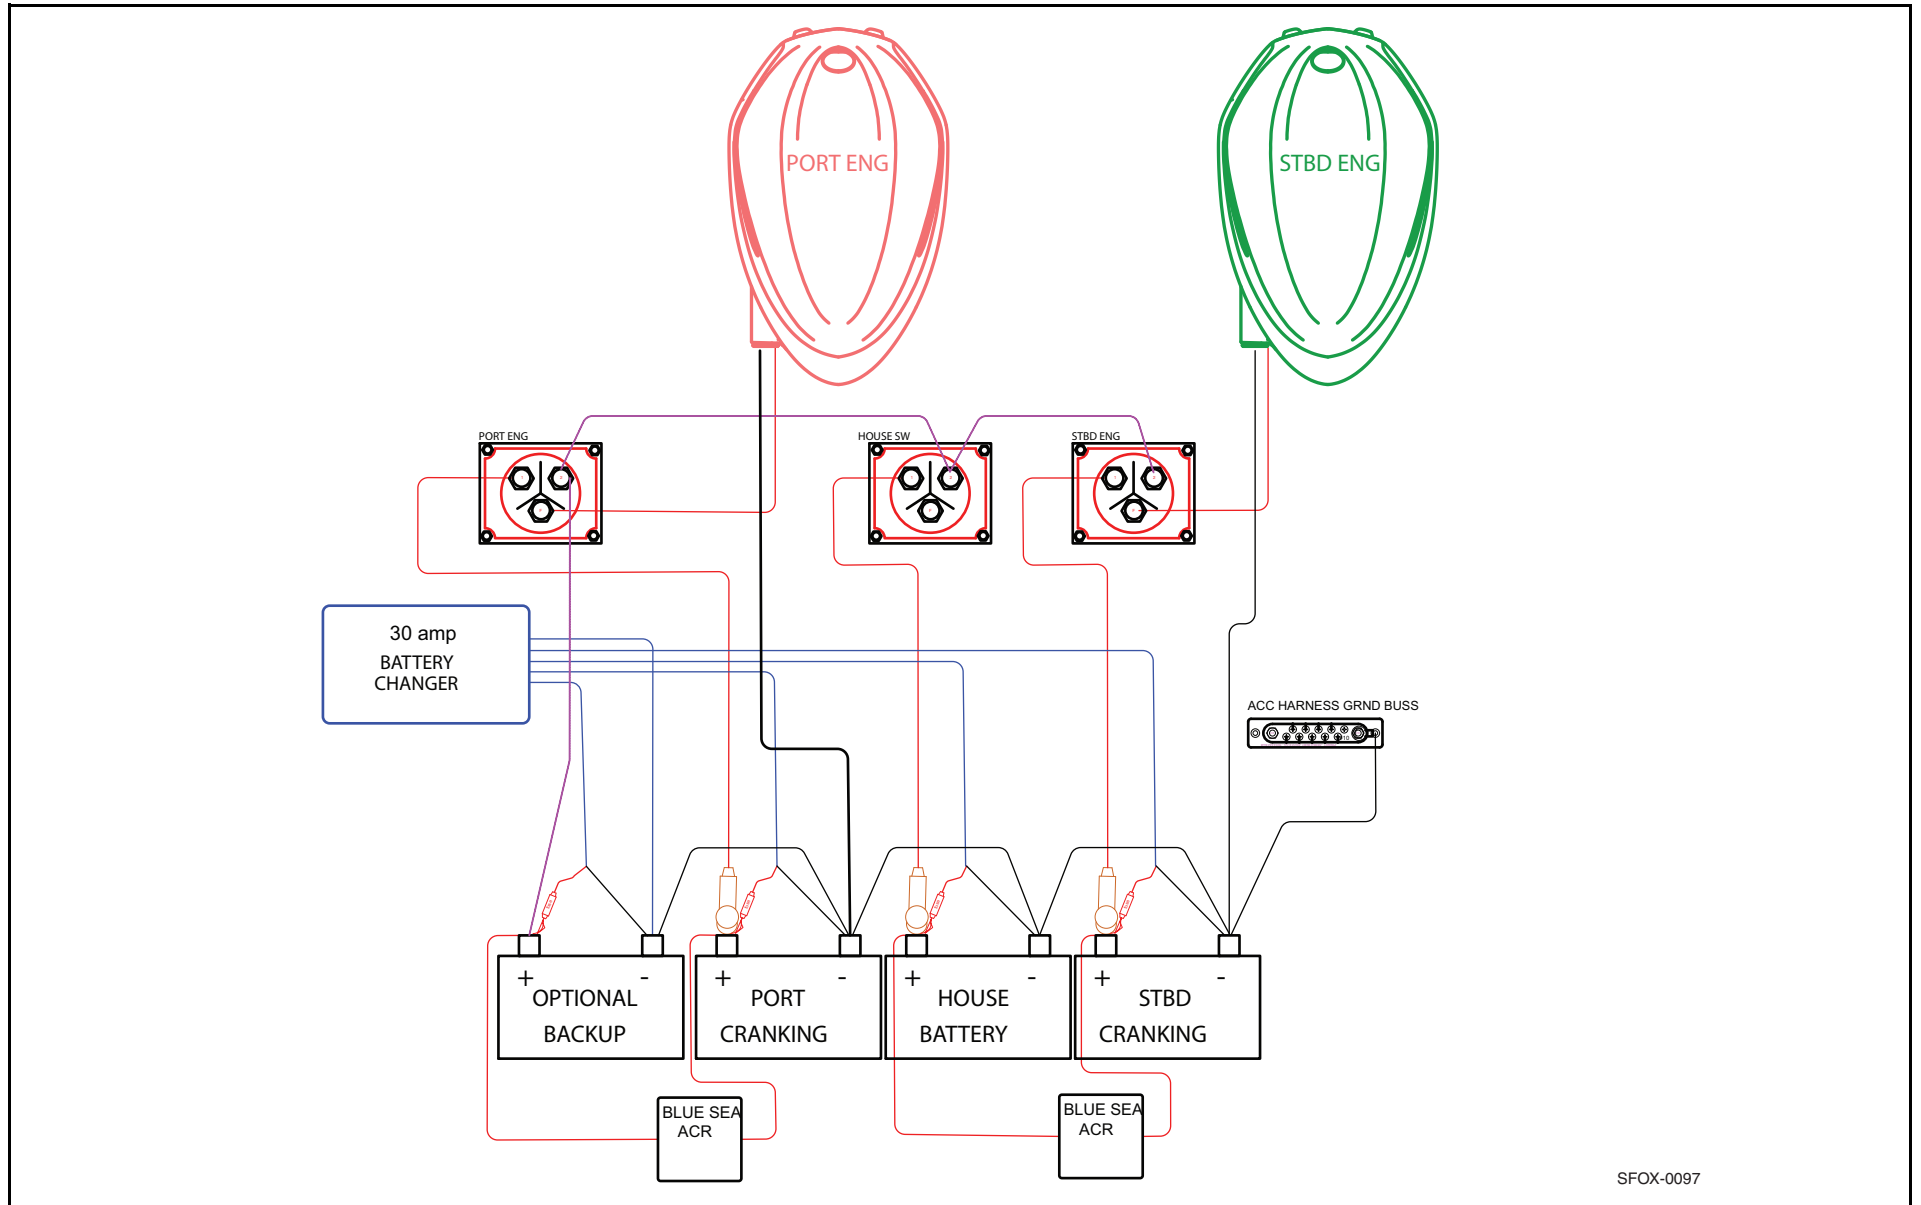 PORT ENG
STBD ENG
PORT ENG
HOUSE SW
STBD ENG
30 amp
BATTERY
CHANGER
ACC HARNESS GRND BUSS
+
-
OPTIONAL
BACKUP
+
-
PORT
CRANKING
+
-
HOUSE
BATTERY
+
-
STBD
CRANKING
BLUE SEA
ACR
BLUE SEA
ACR
SFOX-0097